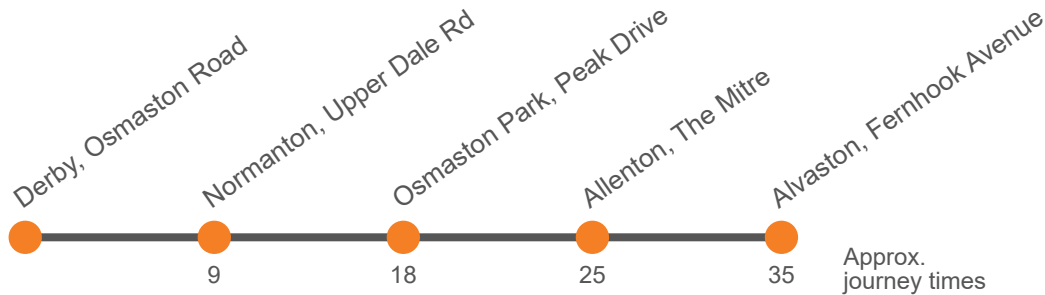 Derby, Osmaston Road
Normanton, Upper Dale Rd
Osmaston Park, Peak Drive
Allenton, The Mitre
Alvaston, Fernhook Avenue
9
18
25
35
Approx.
journey times